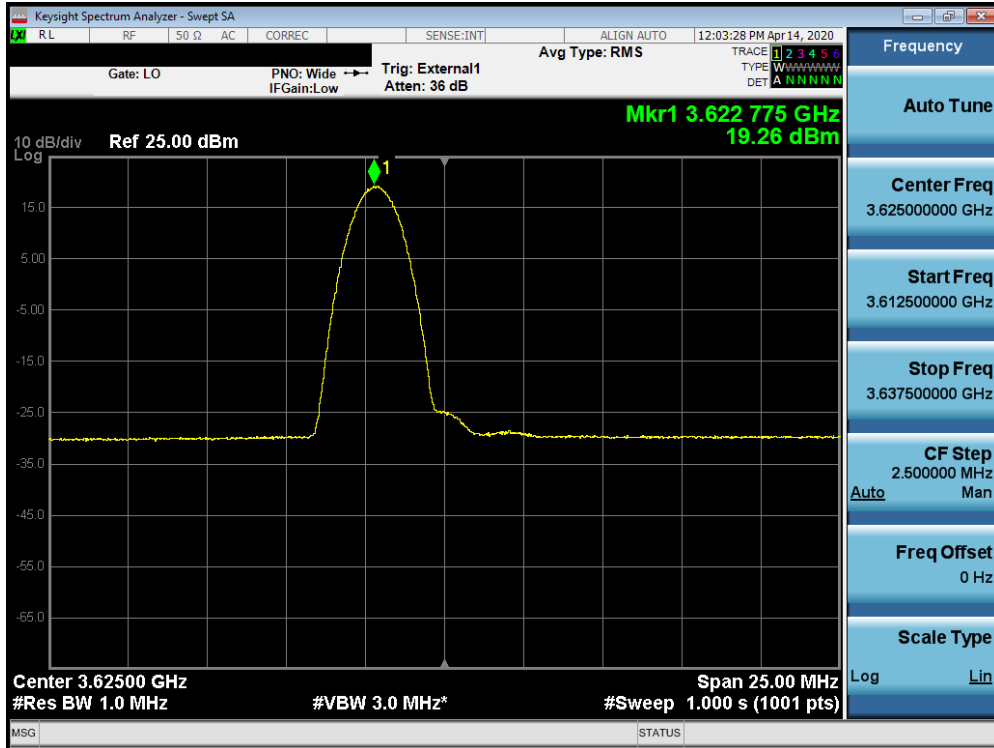 Keysight Spectrum Analyzer - Swept SA
LXI RL RF 50 Ω AC CORREC SENSE:INT ALIGN AUTO 12:03:28 PM Apr 14, 2020
Frequency
Gate: LO
PNO: Wide
IFGain:Low
Trig: External1
Atten: 36 dB
Avg Type: RMS
TRACE 1 2 3 4 5 6
TYPE WWWWWW
DET A N N N N N
Auto Tune
Mkr1 3.622 775 GHz
19.26 dBm
10 dB/div Ref 25.00 dBm
Log
1
15.0
5.00
-5.00
-15.0
-25.0
-35.0
-45.0
-55.0
-65.0
Center 3.62500 GHz Span 25.00 MHz
#Res BW 1.0 MHz #VBW 3.0 MHz* #Sweep 1.000 s (1001 pts)
Center Freq
3.625000000 GHz
Start Freq
3.612500000 GHz
Stop Freq
3.637500000 GHz
CF Step
2.500000 MHz
Auto Man
Freq Offset
0 Hz
Scale Type
Log Lin
MSG STATUS